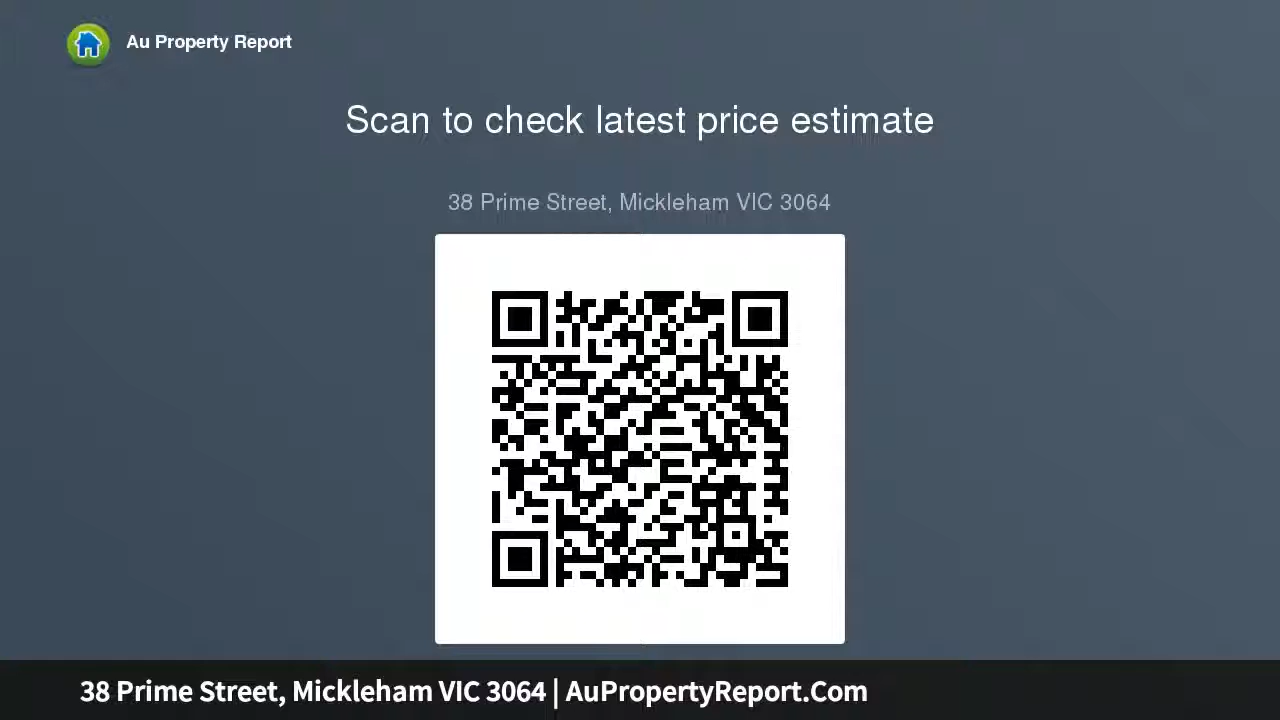 Au Property Report
Scan to check latest price estimate
38 Prime Street, Mickleham VIC 3064
38 Prime Street, Mickleham VIC 3064 | AuPropertyReport.Com